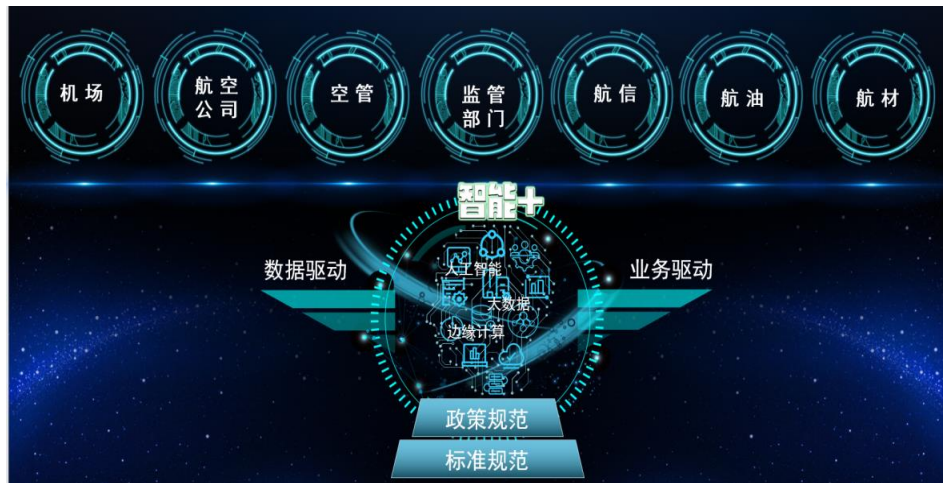 机场
航空
公司
空管
监管
部门
航信
航油
航材
智能+
数据驱动
业务驱动
人工智能
大数据
边缘计算
政策规范
标准规范